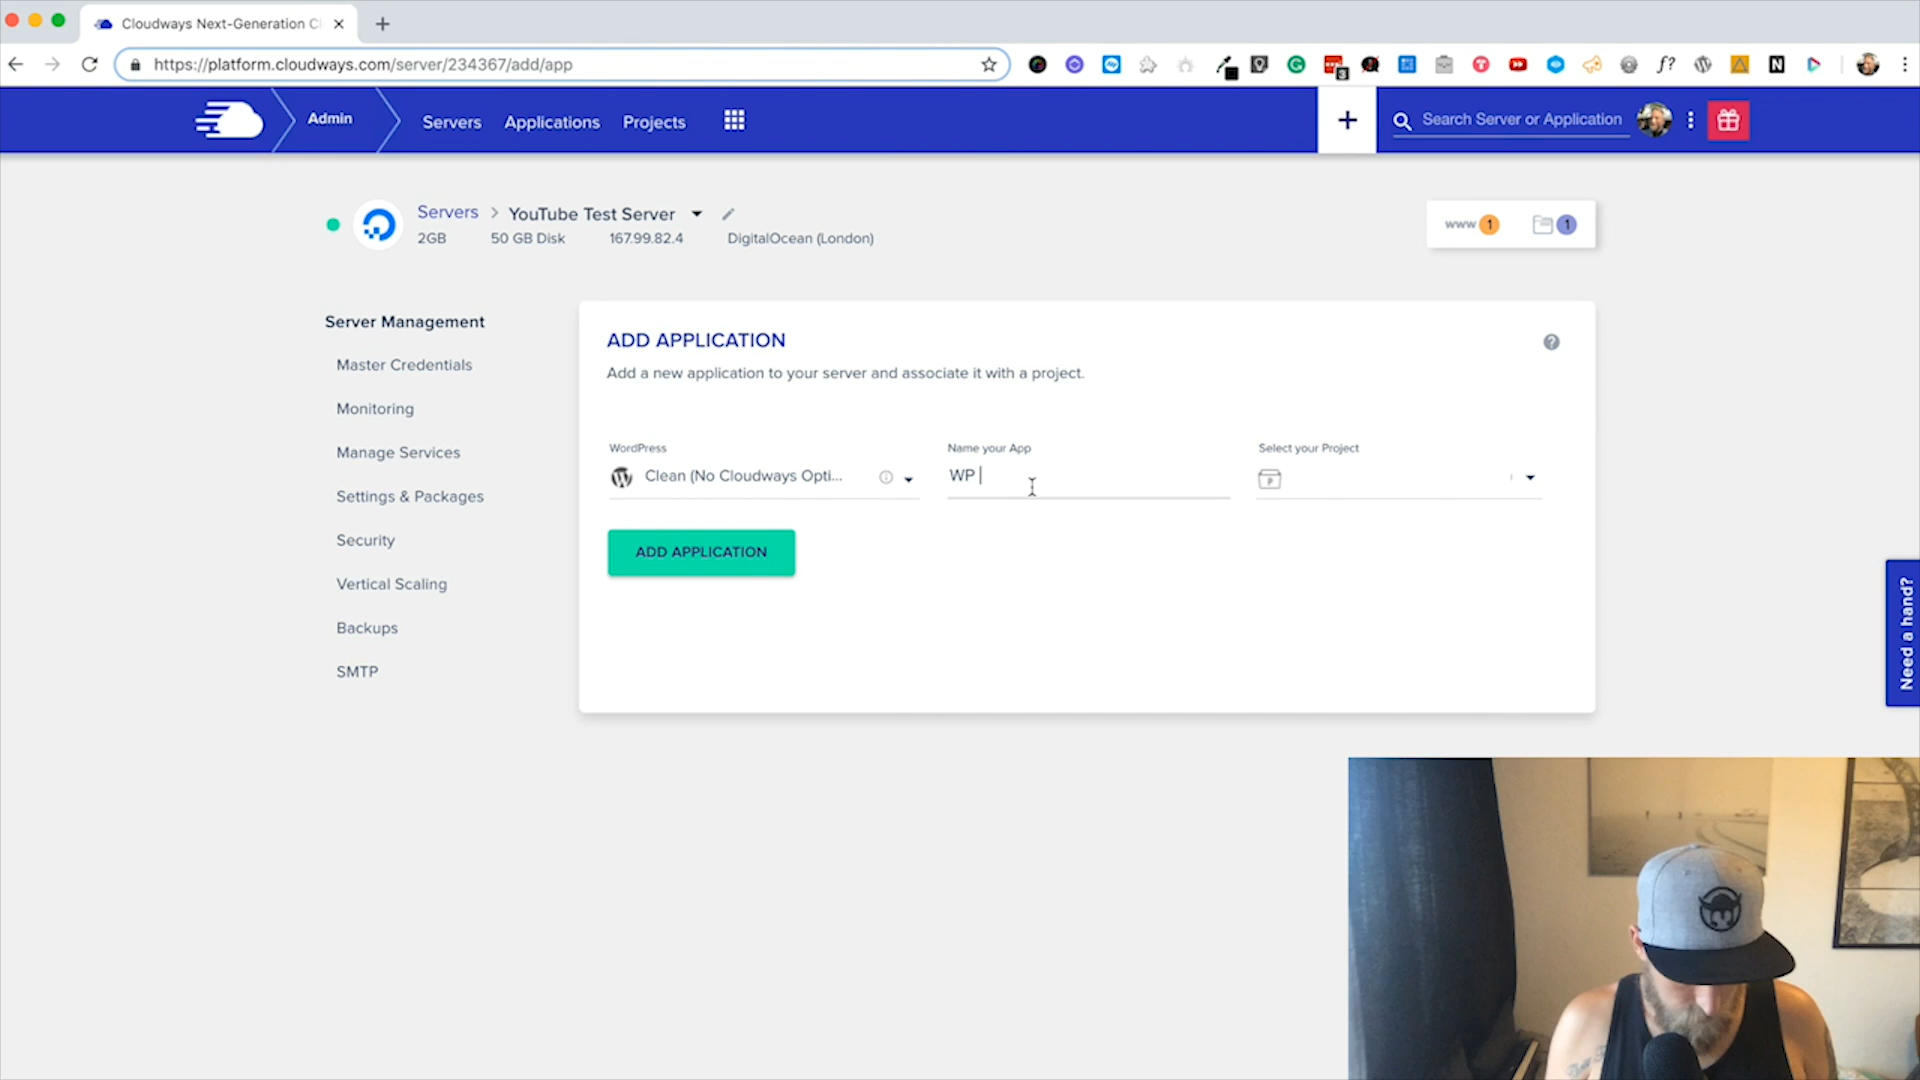 Cloudways Next-Generation Cl
https://platform.cloudways.com/server/234367/add/app
3
f?
N
Admin
Servers
Applications
Projects
+
Search Server or Application
Servers > YouTube Test Server
2GB
50 GB Disk
167.99.82.4
DigitalOcean (London)
www 1
1
Server Management
Master Credentials
Monitoring
Manage Services
Settings & Packages
Security
Vertical Scaling
Backups
SMTP
ADD APPLICATION
?
Add a new application to your server and associate it with a project.
WordPress
Clean (No Cloudways Opti...
Name your App
WP
Select your Project
ADD APPLICATION
Need a hand?